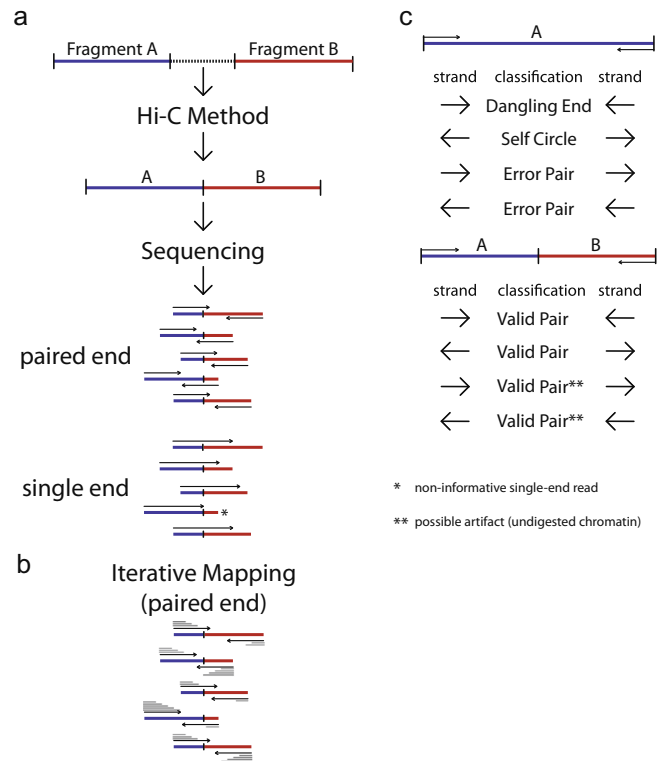 a
Fragment A Fragment B
Hi-C Method
A B
Sequencing
paired end
single end
*
b
Iterative Mapping
(paired end)
c
A
strand classification strand
Dangling End
Self Circle
Error Pair
Error Pair
A B
strand classification strand
Valid Pair
Valid Pair
Valid Pair**
Valid Pair**
* non-informative single-end read
** possible artifact (undigested chromatin)